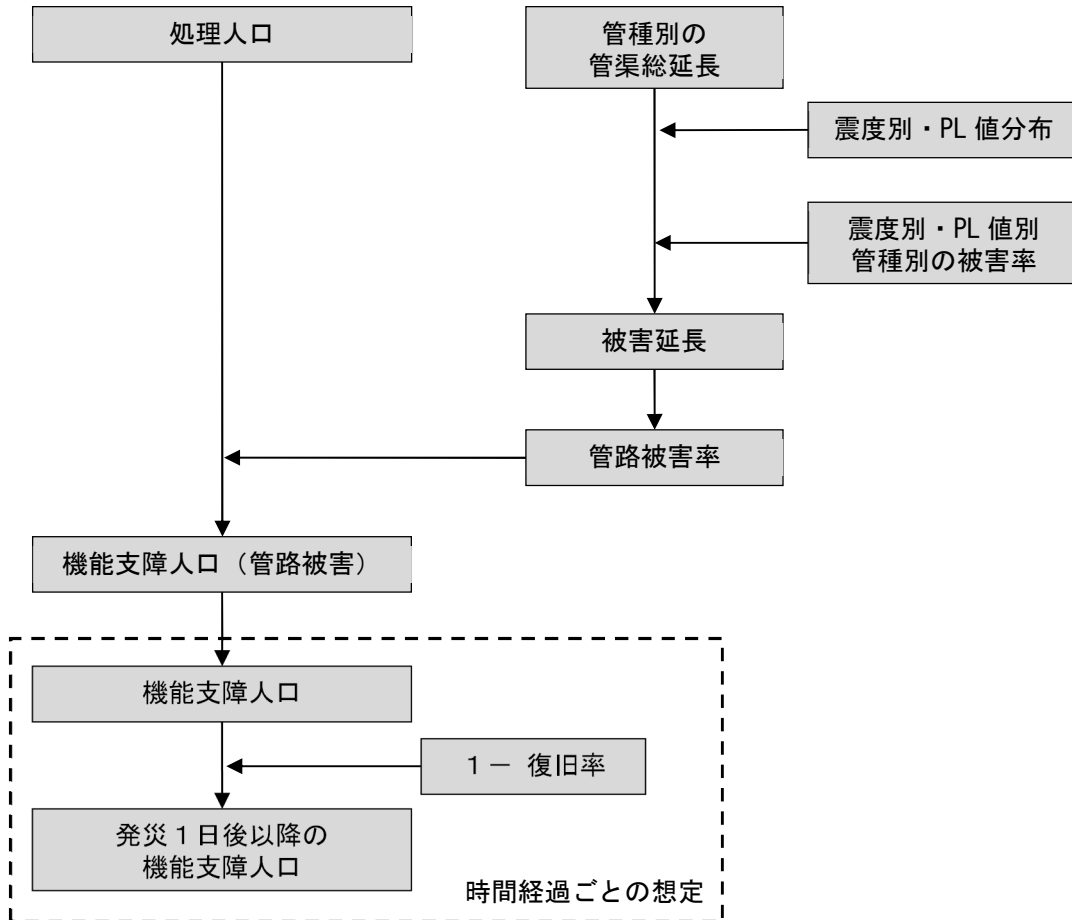 処理人口
管種別の
管渠総延長
震度別・PL 値分布
震度別・PL 値別
管種別の被害率
被害延長
管路被害率
機能支障人口（管路被害）
機能支障人口
１－ 復旧率
発災１日後以降の
機能支障人口
時間経過ごとの想定